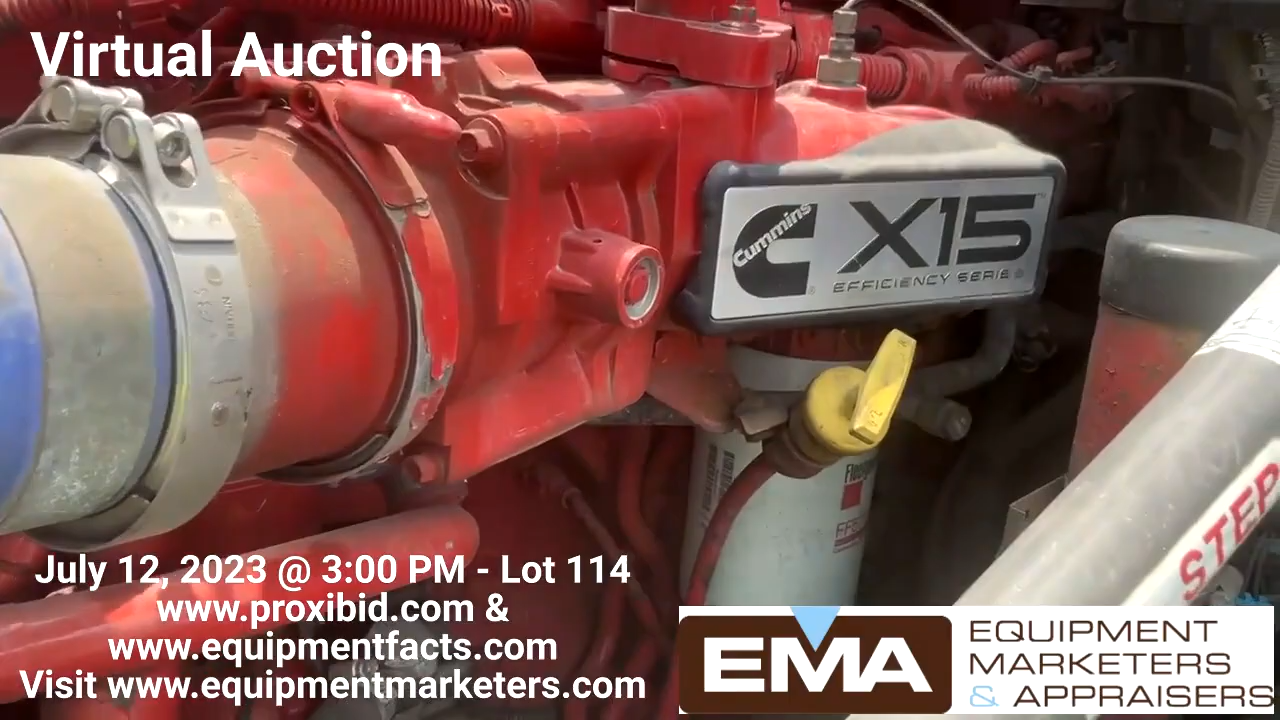 Virtual Auction
Cummins
X15
EFFICIENCY SERIES
STEP
July 12, 2023 @ 3:00 PM - Lot 114
www.proxibid.com &
www.equipmentfacts.com
Visit www.equipmentmarketers.com
EMA
EQUIPMENT
MARKETERS
& APPRAISERS